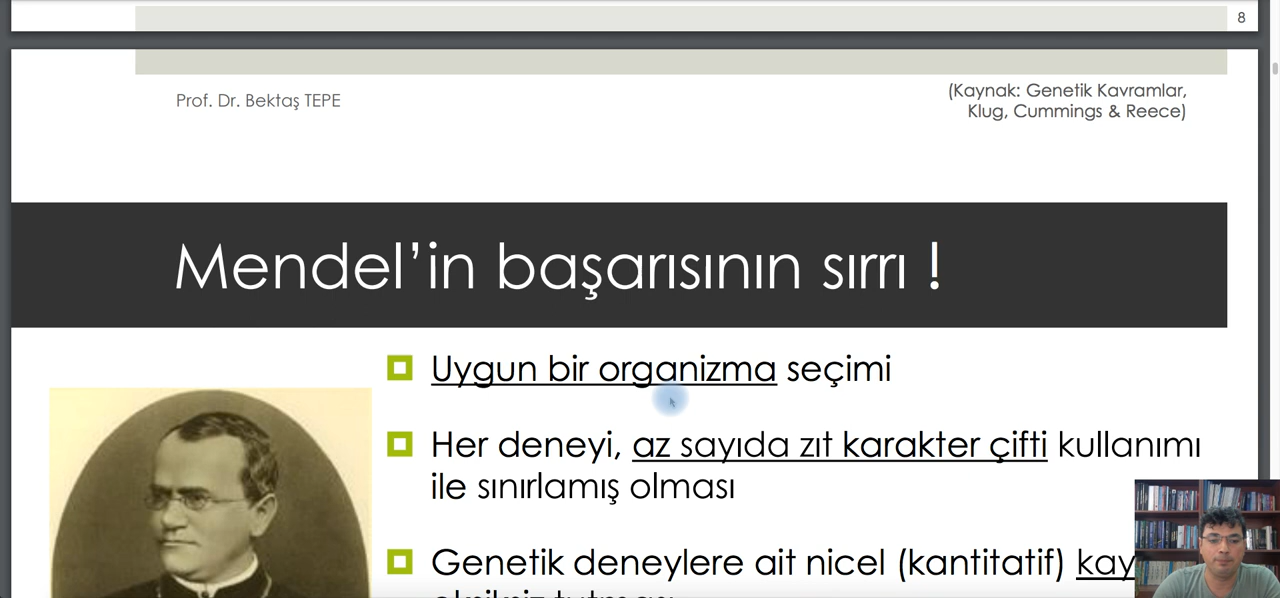 8
Prof. Dr. Bektaş TEPE
(Kaynak: Genetik Kavramlar,
Klug, Cummings & Reece)
Mendel’in başarısının sırrı !
Uygun bir organizma seçimi
Her deneyi, az sayıda zıt karakter çifti kullanımı
ile sınırlamış olması
Genetik deneylere ait nicel (kantitatif)